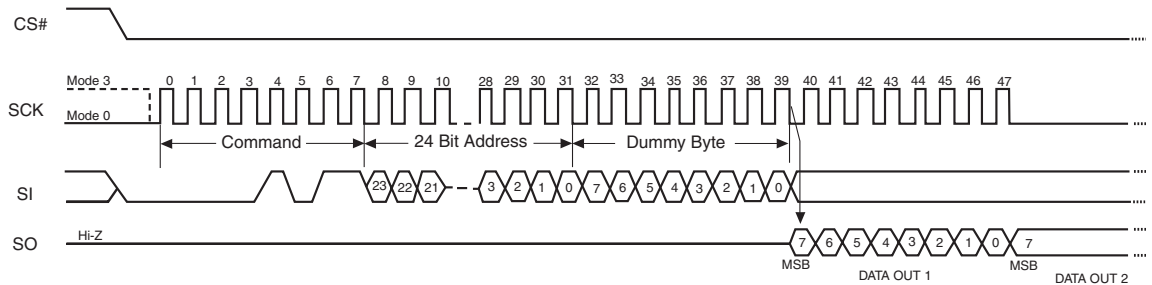 CS#
Mode 3
0 1 2 3 4 5 6 7 8 9 10 28 29 30 31 32 33 34 35 36 37 38 39 40 41 42 43 44 45 46 47
SCK
Mode 0
Command 24 Bit Address Dummy Byte
SI
23 22 21 3 2 1 0 7 6 5 4 3 2 1 0
Hi-Z
SO
7 6 5 4 3 2 1 0 7
MSB DATA OUT 1 MSB DATA OUT 2